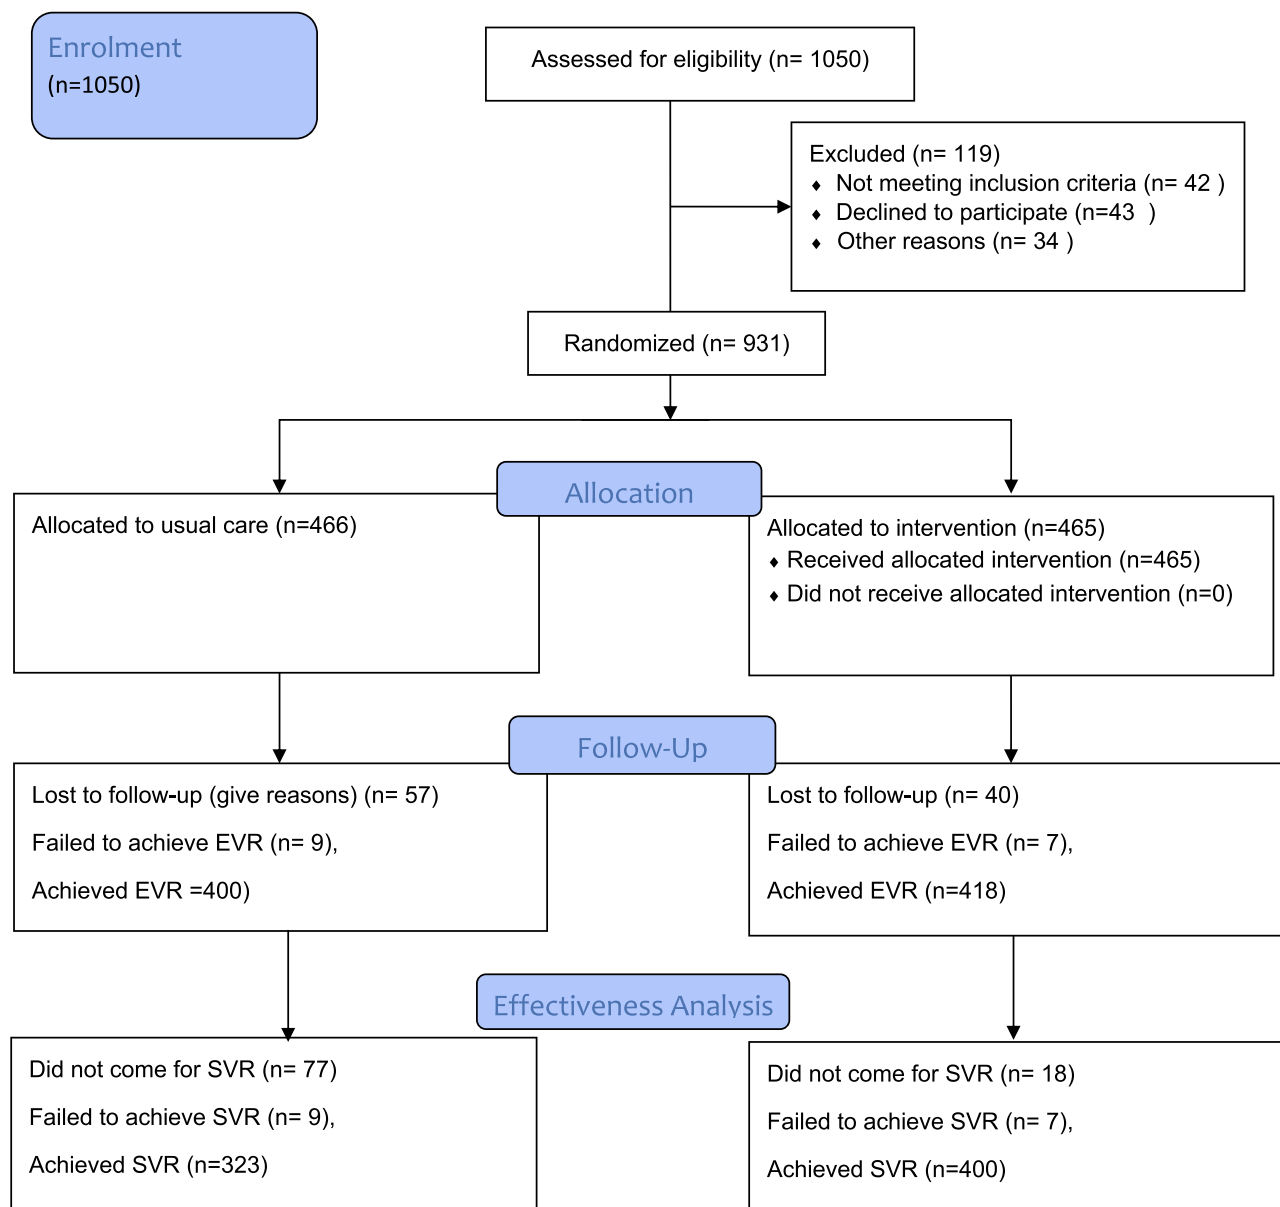 Enrolment
(n=1050)
Assessed for eligibility (n= 1050)
Excluded (n= 119)
♦ Not meeting inclusion criteria (n= 42 )
♦ Declined to participate (n=43 )
♦ Other reasons (n= 34 )
Randomized (n= 931)
Allocation
Allocated to usual care (n=466)
Allocated to intervention (n=465)
♦ Received allocated intervention (n=465)
♦ Did not receive allocated intervention (n=0)
Follow-Up
Lost to follow-up (give reasons) (n= 57)
Failed to achieve EVR (n= 9),
Achieved EVR =400)
Lost to follow-up (n= 40)
Failed to achieve EVR (n= 7),
Achieved EVR (n=418)
Effectiveness Analysis
Did not come for SVR (n= 77)
Failed to achieve SVR (n= 9),
Achieved SVR (n=323)
Did not come for SVR (n= 18)
Failed to achieve SVR (n= 7),
Achieved SVR (n=400)